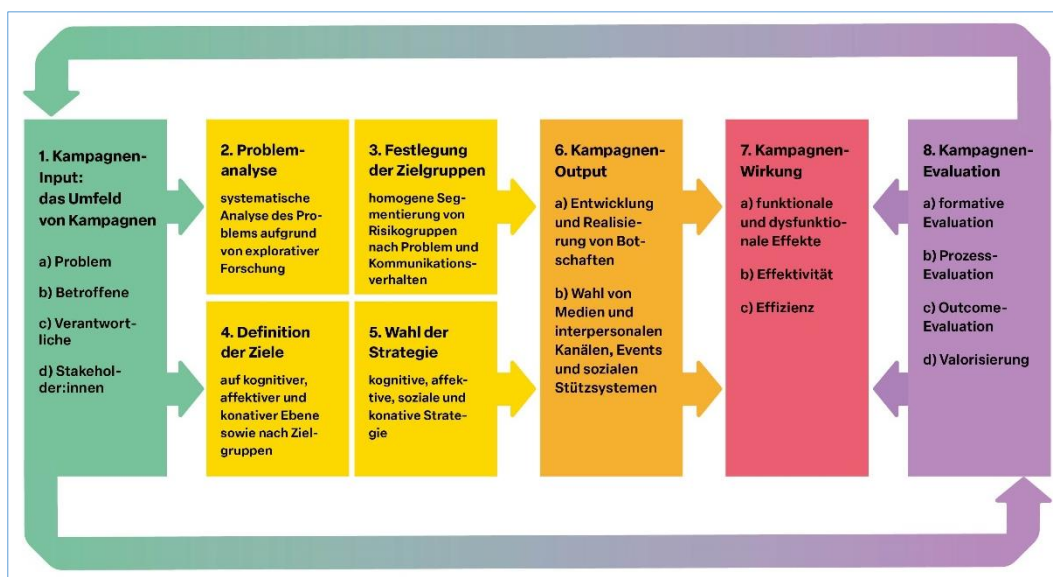 1. Kampagnen-
Input:
das Umfeld
von Kampagnen
a) Problem
b) Betroffene
c) Verantwort-
liche
d) Stakehol-
der:innen
2. Problem-
analyse
systematische
Analyse des Pro-
blems aufgrund
von explorativer
Forschung
3. Festlegung
der Zielgruppen
homogene Seg-
mentierung von
Risikogruppen
nach Problem und
Kommunikations-
verhalten
4. Definition
der Ziele
auf kognitiver,
affektiver und
konativer Ebene
sowie nach Ziel-
gruppen
5. Wahl der
Strategie
kognitive, affek-
tive, soziale und
konative Strate-
gie
6. Kampagnen-
Output
a) Entwicklung
und Realisie-
rung von Bot-
schaften
b) Wahl von
Medien und
interpersonalen
Kanälen, Events
und sozialen
Stützsystemen
7. Kampagnen-
Wirkung
a) funktionale
und dysfunktio-
nale Effekte
b) Effektivität
c) Effizienz
8. Kampagnen-
Evaluation
a) formative
Evaluation
b) Prozess-
Evaluation
c) Outcome-
Evaluation
d) Valorisierung